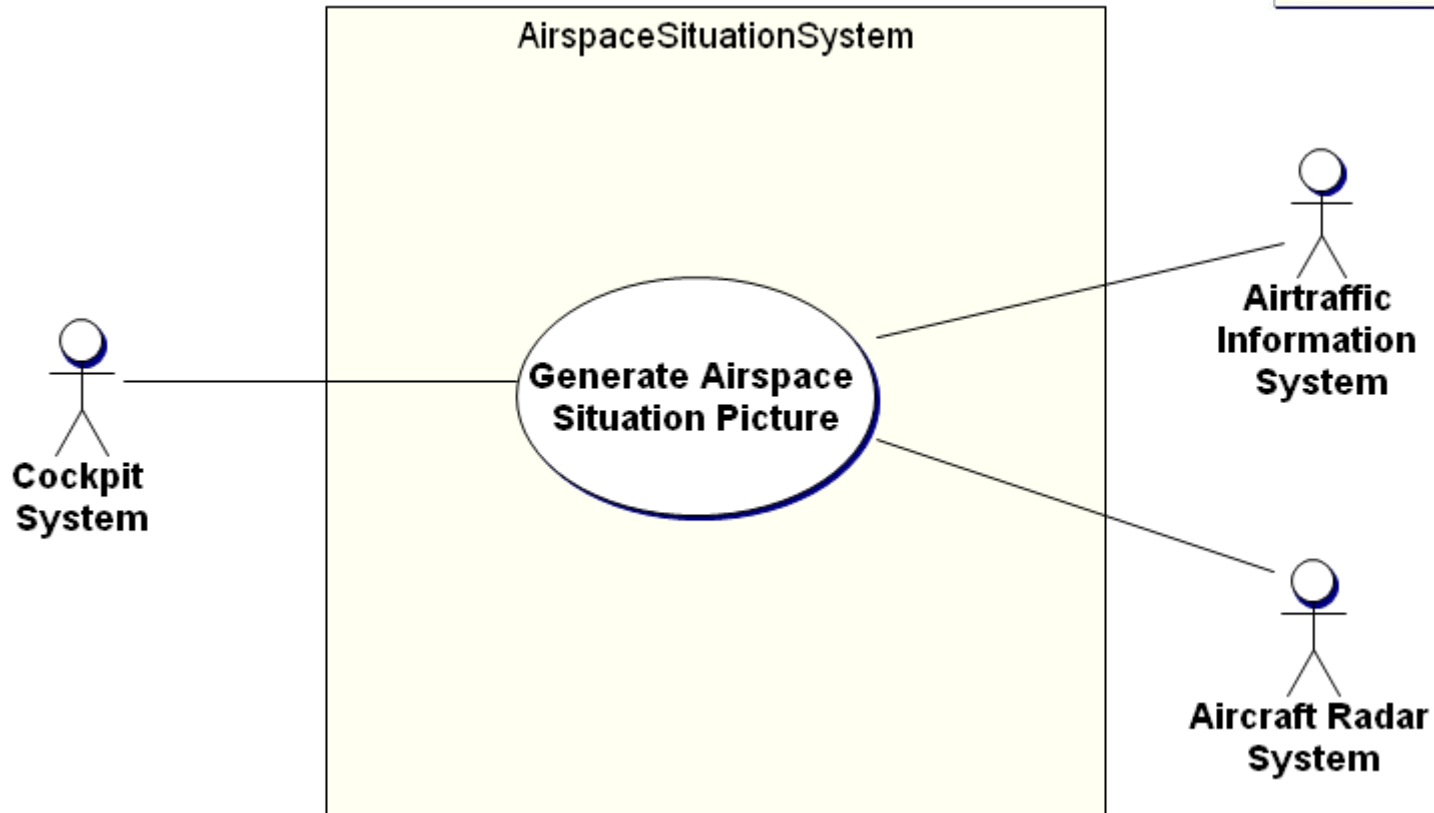 AirspaceSituationSystem
Airtraffic
Information
System
Generate Airspace
Situation Picture
Cockpit
System
Aircraft Radar
System